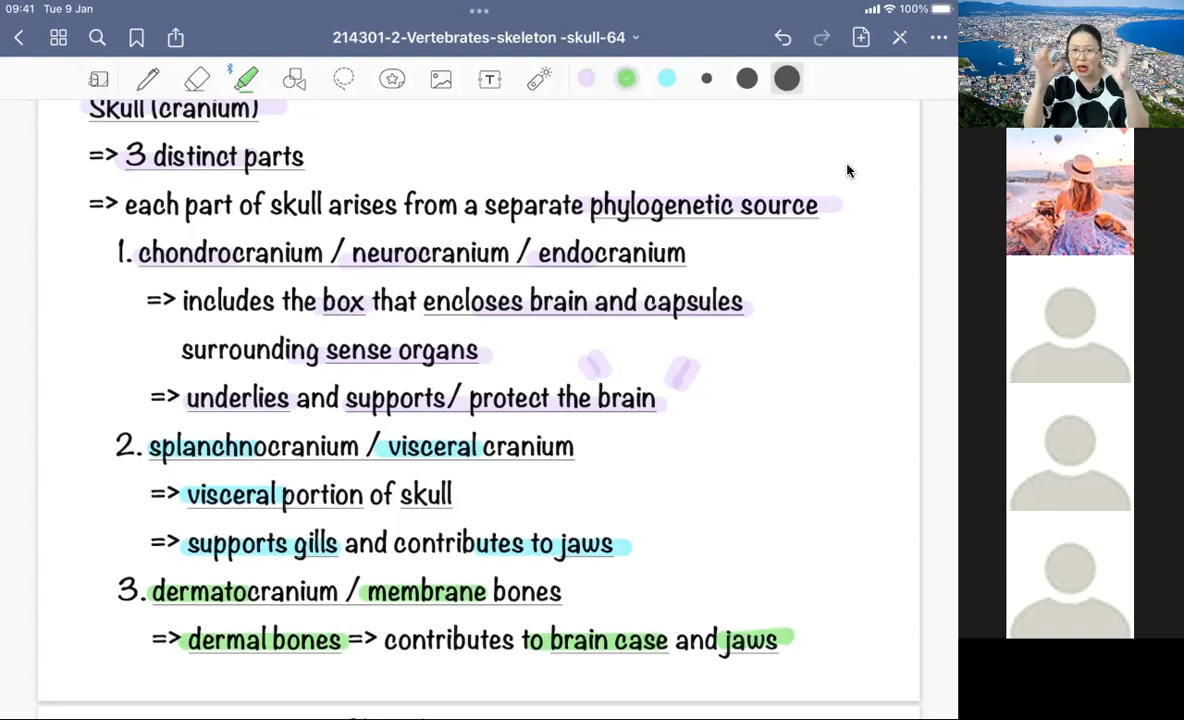 09:41 Tue 9 Jan
100%
214301-2-Vertebrates-skeleton -skull-64
Skull (cranium)
=> 3 distinct parts
=> each part of skull arises from a separate phylogenetic source
1. chondrocranium / neurocranium / endocranium
=> includes the box that encloses brain and capsules
surrounding sense organs
=> underlies and supports/ protect the brain
2. splanchnocranium / visceral cranium
=> visceral portion of skull
=> supports gills and contributes to jaws
3. dermatocranium / membrane bones
=> dermal bones => contributes to brain case and jaws